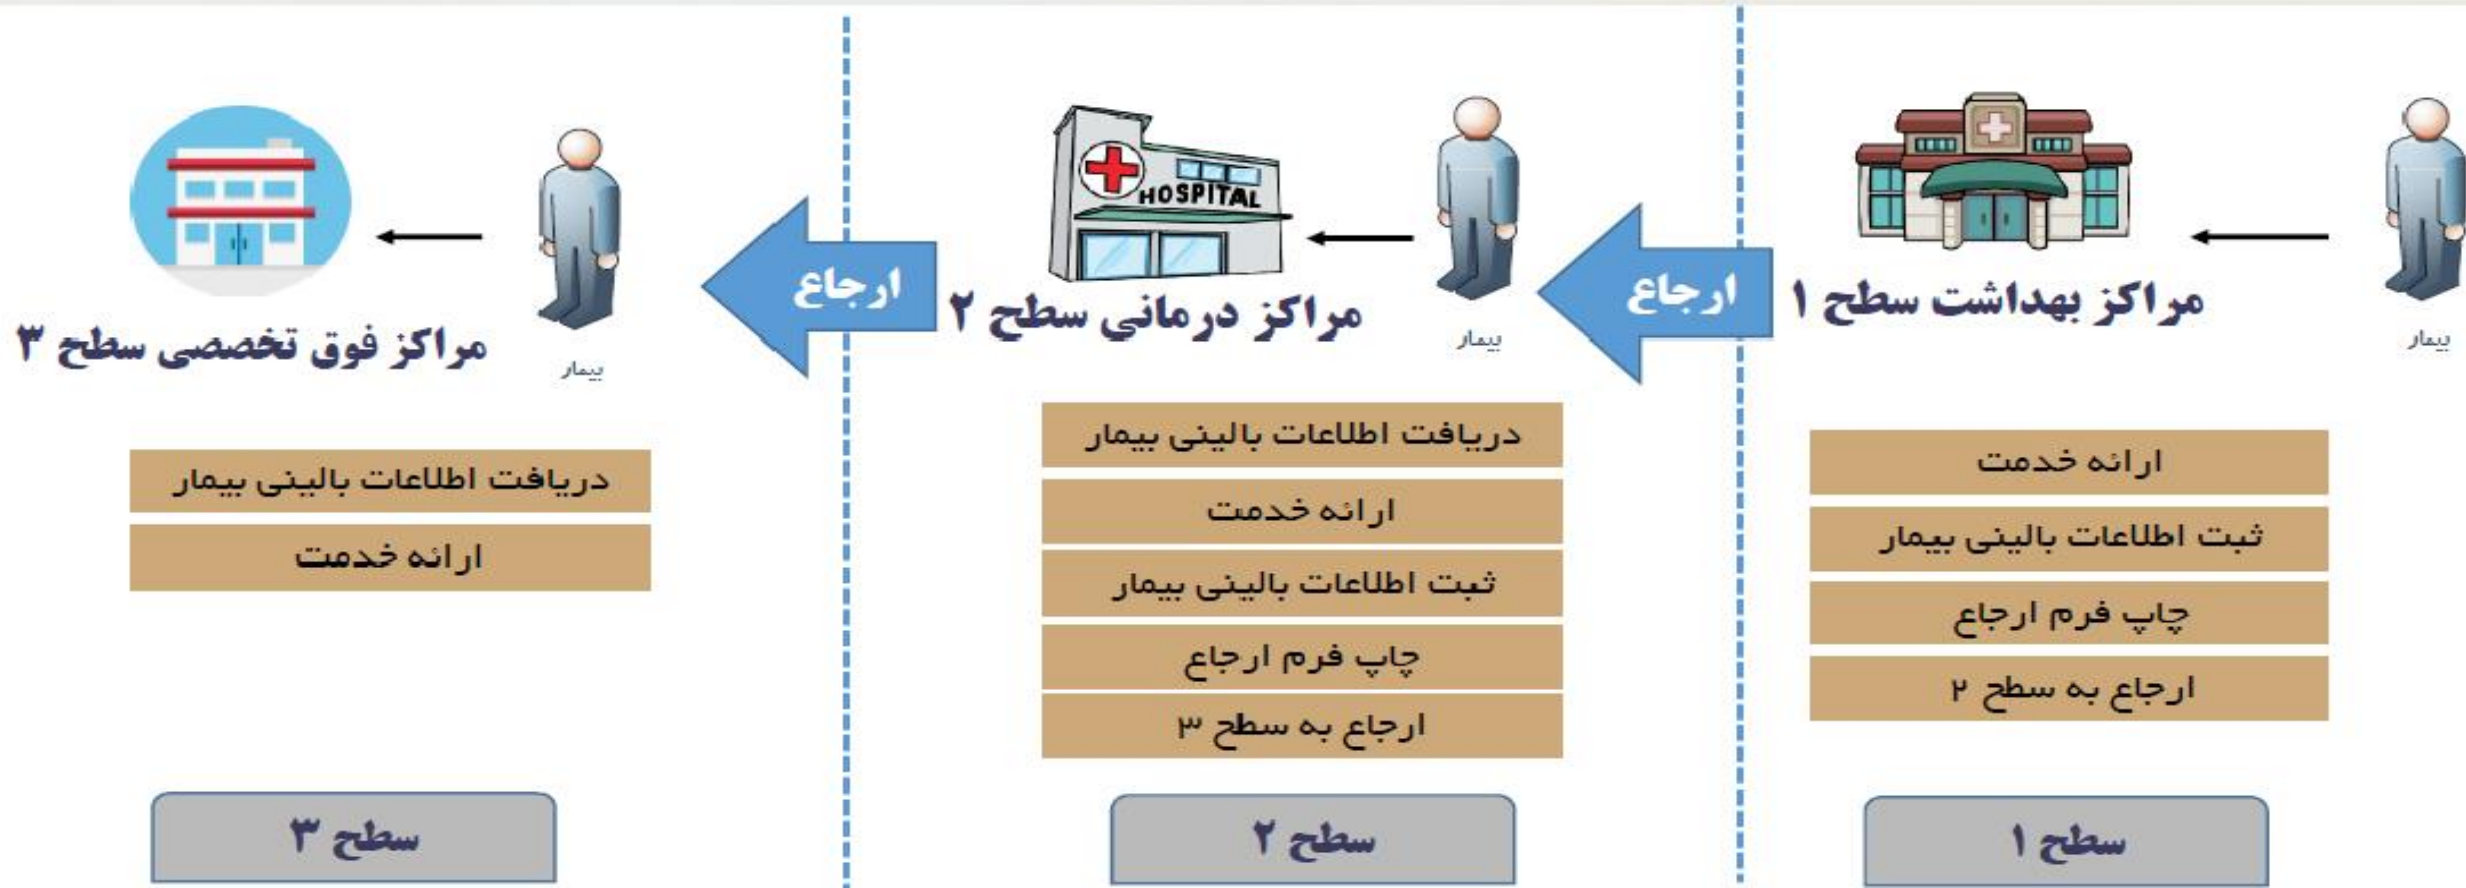 بیمار
مراکز بهداشت سطح ۱
ارائه خدمت
ثبت اطلاعات بالینی بیمار
چاپ فرم ارجاع
ارجاع به سطح ۲
سطح ۱
ارجاع
بیمار
HOSPITAL
مراکز درمانی سطح ۲
دریافت اطلاعات بالینی بیمار
ارائه خدمت
ثبت اطلاعات بالینی بیمار
چاپ فرم ارجاع
ارجاع به سطح ۳
سطح ۲
ارجاع
بیمار
مراکز فوق تخصصی سطح ۳
دریافت اطلاعات بالینی بیمار
ارائه خدمت
سطح ۳